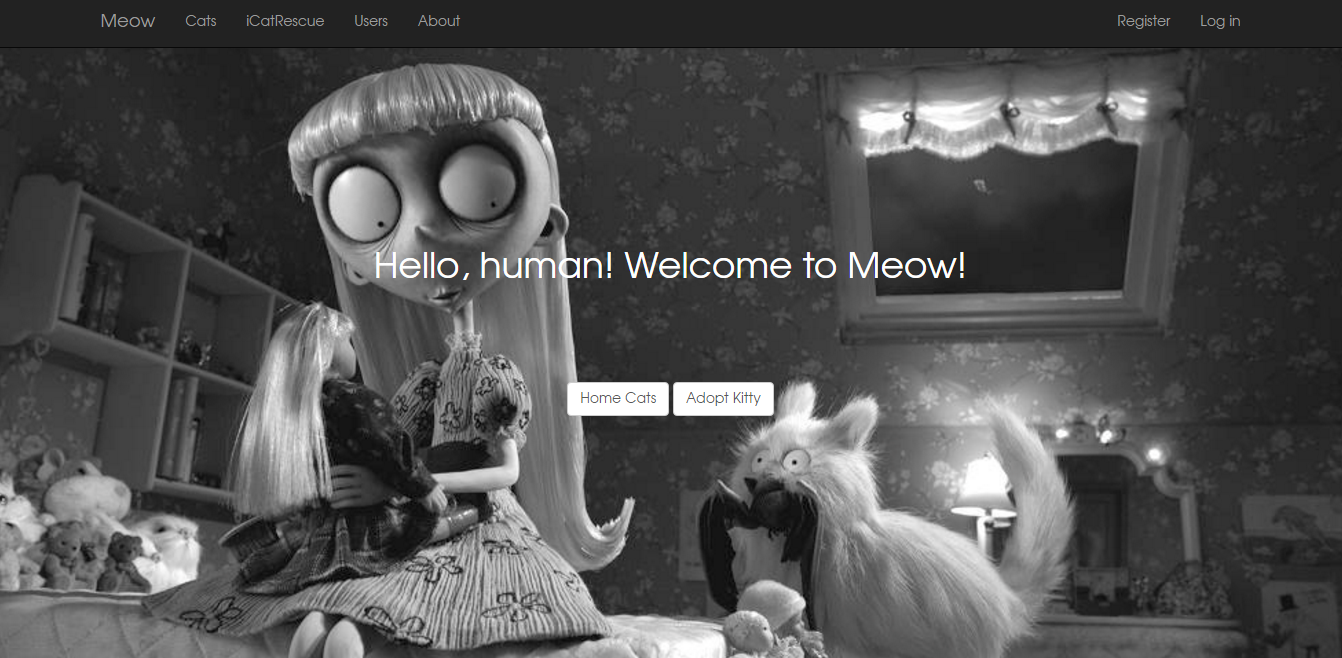 Meow Cats iCatRescue Users About Register Log in
Hello, human! Welcome to Meow!
Home Cats Adopt Kitty